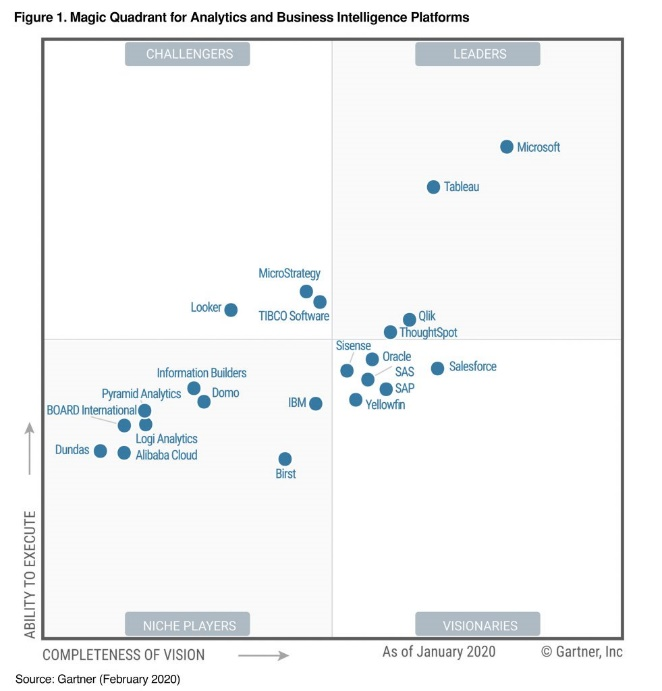 Figure 1. Magic Quadrant for Analytics and Business Intelligence Platforms
CHALLENGERS
LEADERS
Microsoft
Tableau
MicroStrategy
Looker
TIBCO Software
Qlik
ThoughtSpot
Sisense
Oracle
Salesforce
SAS
Information Builders
SAP
Pyramid Analytics
Domo
IBM
Yellowfin
BOARD International
Logi Analytics
Dundas
Alibaba Cloud
Birst
ABILITY TO EXECUTE
NICHE PLAYERS
VISIONARIES
COMPLETENESS OF VISION
As of January 2020
© Gartner, Inc
Source: Gartner (February 2020)